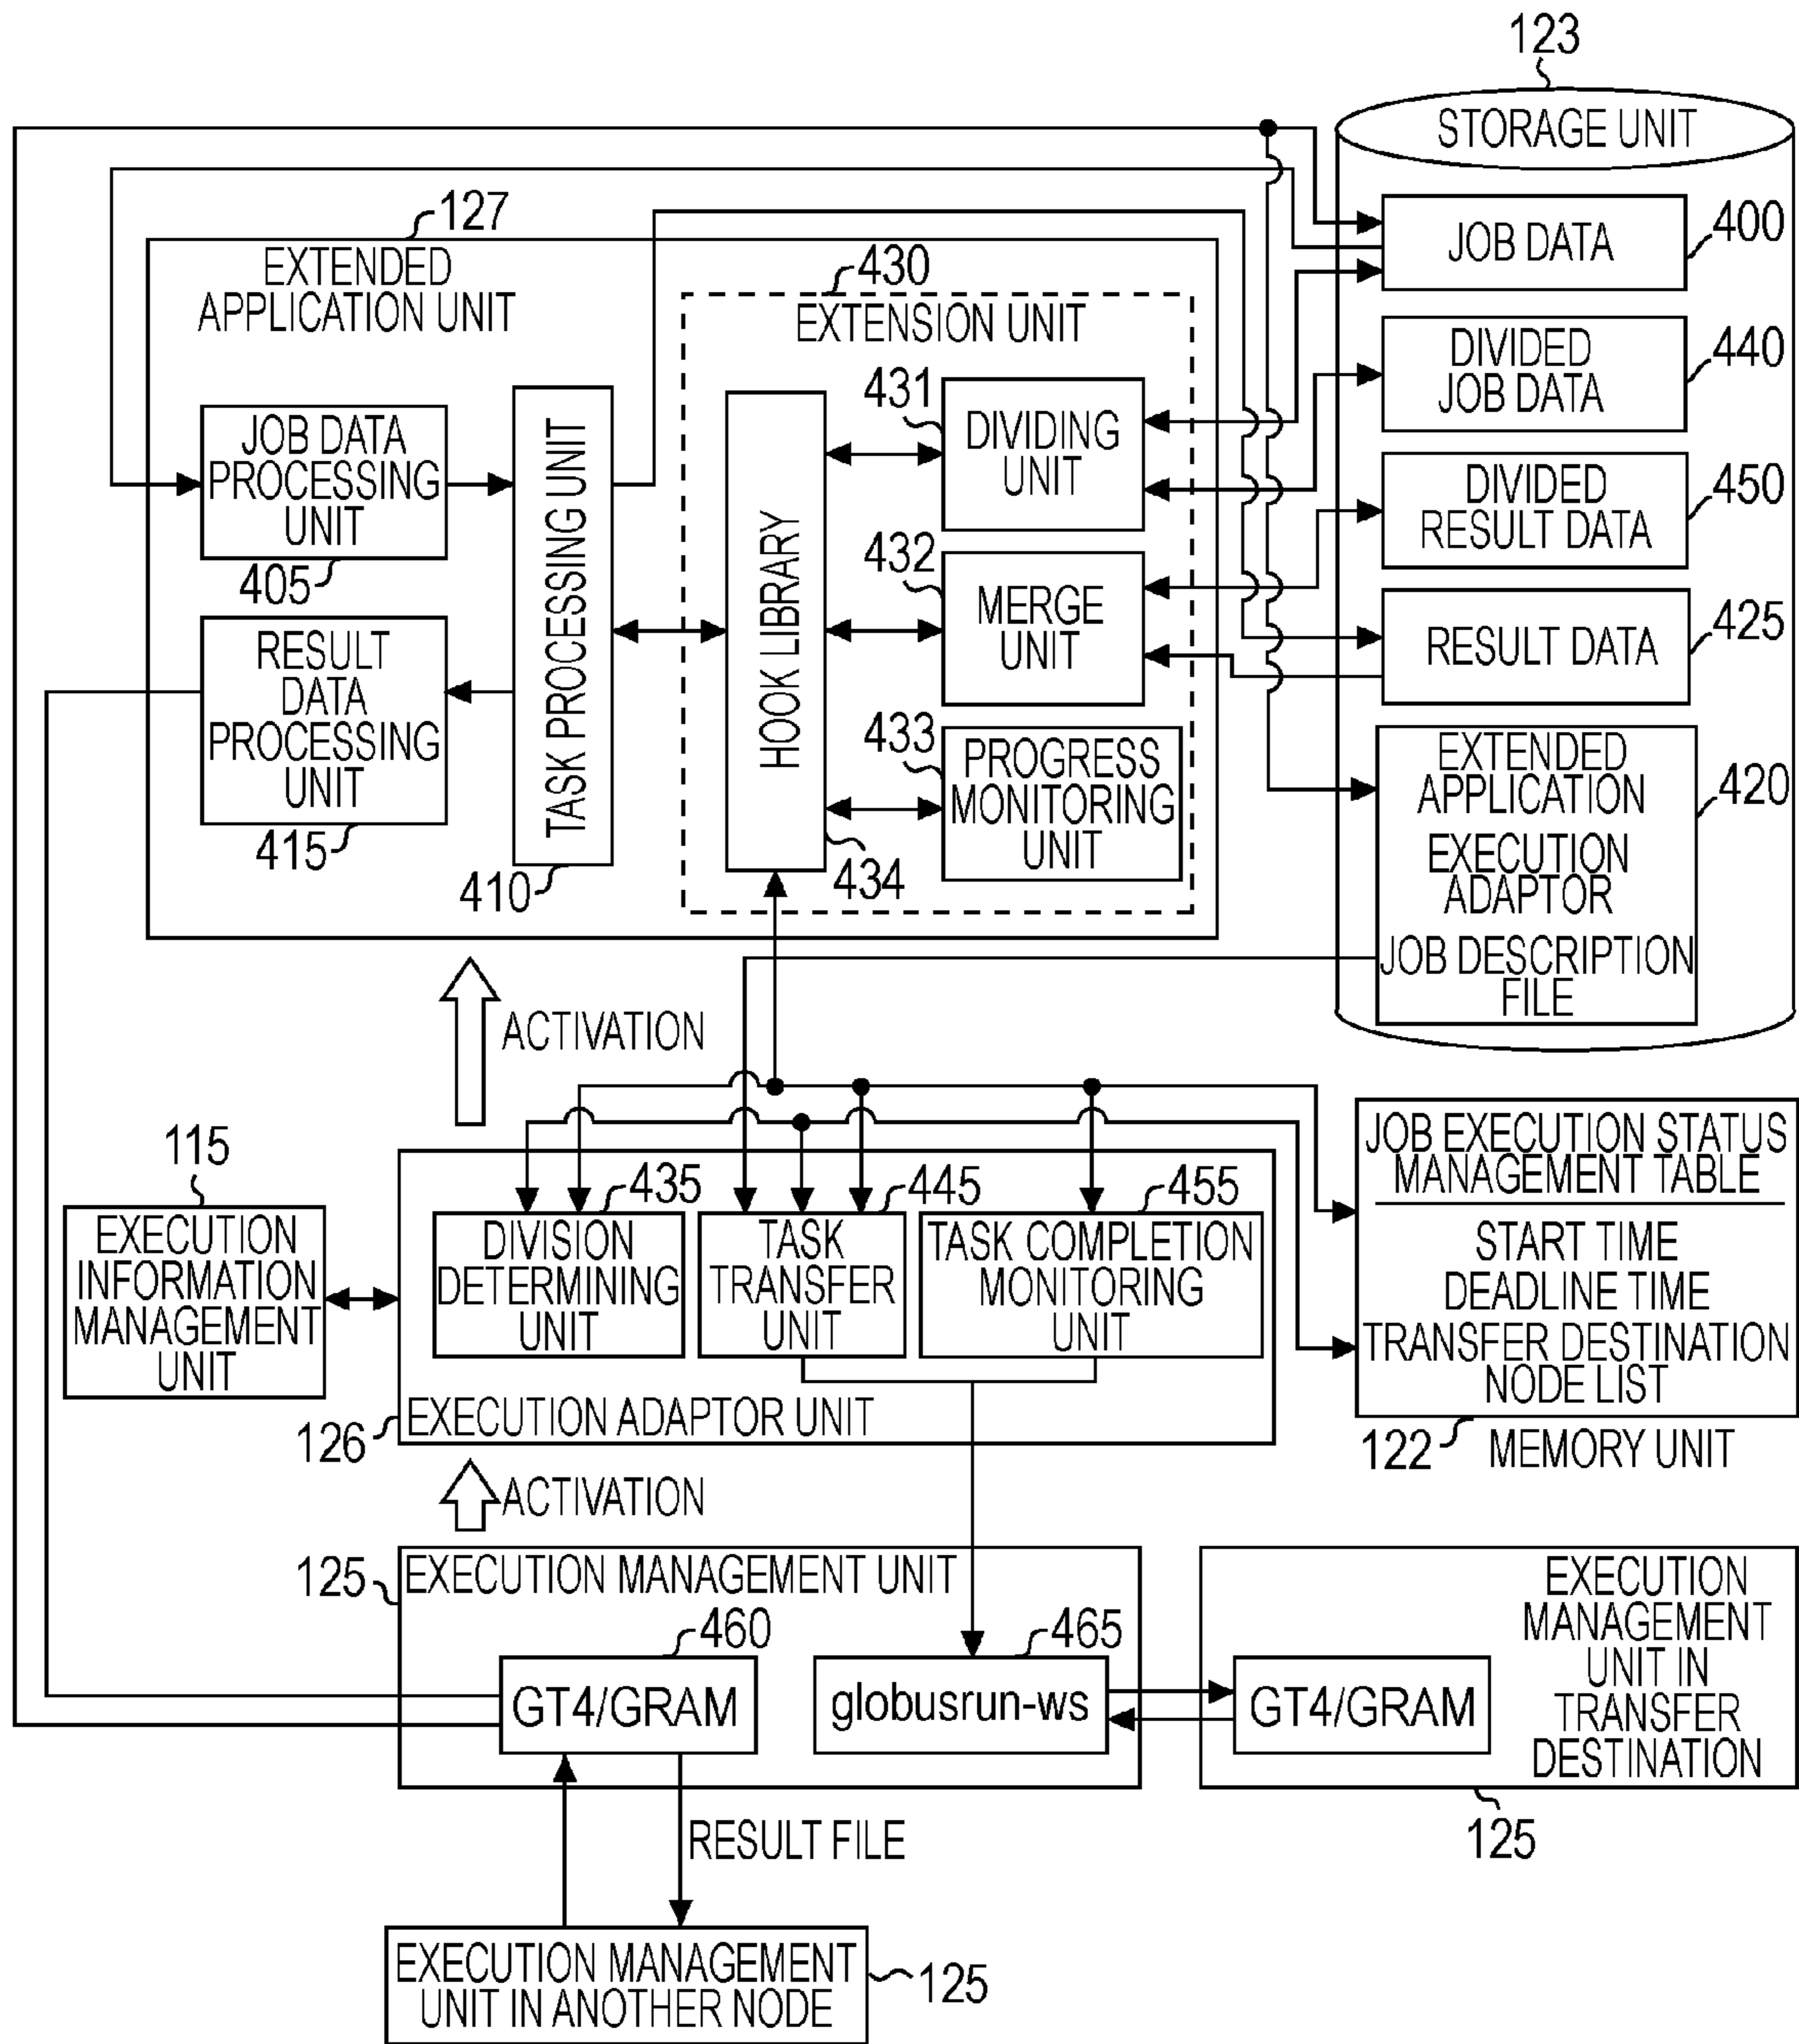 123
STORAGE UNIT
JOB DATA
400
DIVIDED
JOB DATA
440
DIVIDED
RESULT DATA
450
RESULT DATA
425
EXTENDED
APPLICATION
EXECUTION
ADAPTOR
JOB DESCRIPTION
FILE
420
127
EXTENDED
APPLICATION UNIT
430
EXTENSION UNIT
JOB DATA
PROCESSING
UNIT
405
RESULT
DATA
PROCESSING
UNIT
415
TASK PROCESSING UNIT
410
HOOK LIBRARY
434
431
DIVIDING
UNIT
432
MERGE
UNIT
433
PROGRESS
MONITORING
UNIT
ACTIVATION
115
EXECUTION
INFORMATION
MANAGEMENT
UNIT
435
DIVISION
DETERMINING
UNIT
445
TASK
TRANSFER
UNIT
455
TASK COMPLETION
MONITORING
UNIT
126
EXECUTION ADAPTOR UNIT
JOB EXECUTION STATUS
MANAGEMENT TABLE
START TIME
DEADLINE TIME
TRANSFER DESTINATION
NODE LIST
122
MEMORY UNIT
ACTIVATION
125
EXECUTION MANAGEMENT UNIT
460
GT4/GRAM
465
globusrun-ws
GT4/GRAM
EXECUTION
MANAGEMENT
UNIT IN
TRANSFER
DESTINATION
125
RESULT FILE
EXECUTION MANAGEMENT
UNIT IN ANOTHER NODE
125